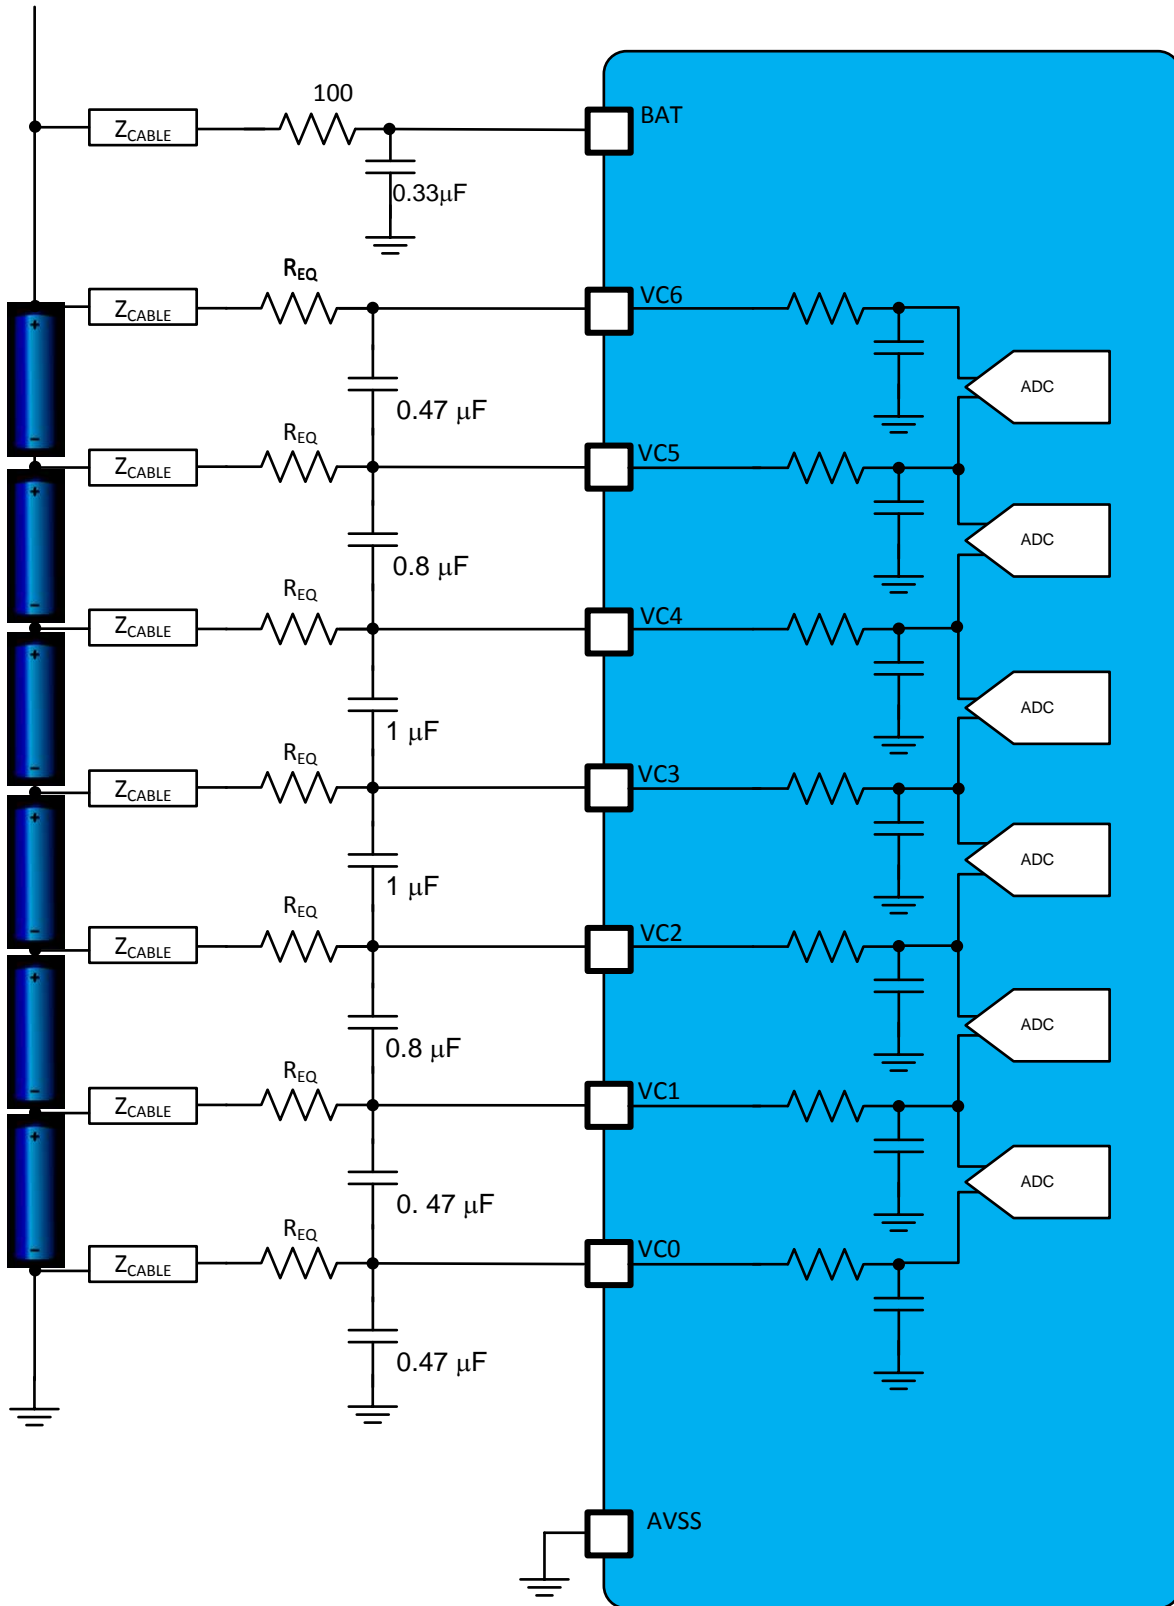 100
BAT
ZCABLE
0.33µF
REQ
VC6
ZCABLE
ADC
0.47 µF
REQ
VC5
ZCABLE
ADC
0.8 µF
REQ
VC4
ZCABLE
ADC
1 µF
REQ
VC3
ZCABLE
ADC
1 µF
REQ
VC2
ZCABLE
ADC
0.8 µF
REQ
VC1
ZCABLE
ADC
0. 47 µF
REQ
VC0
ZCABLE
0.47 µF
AVSS